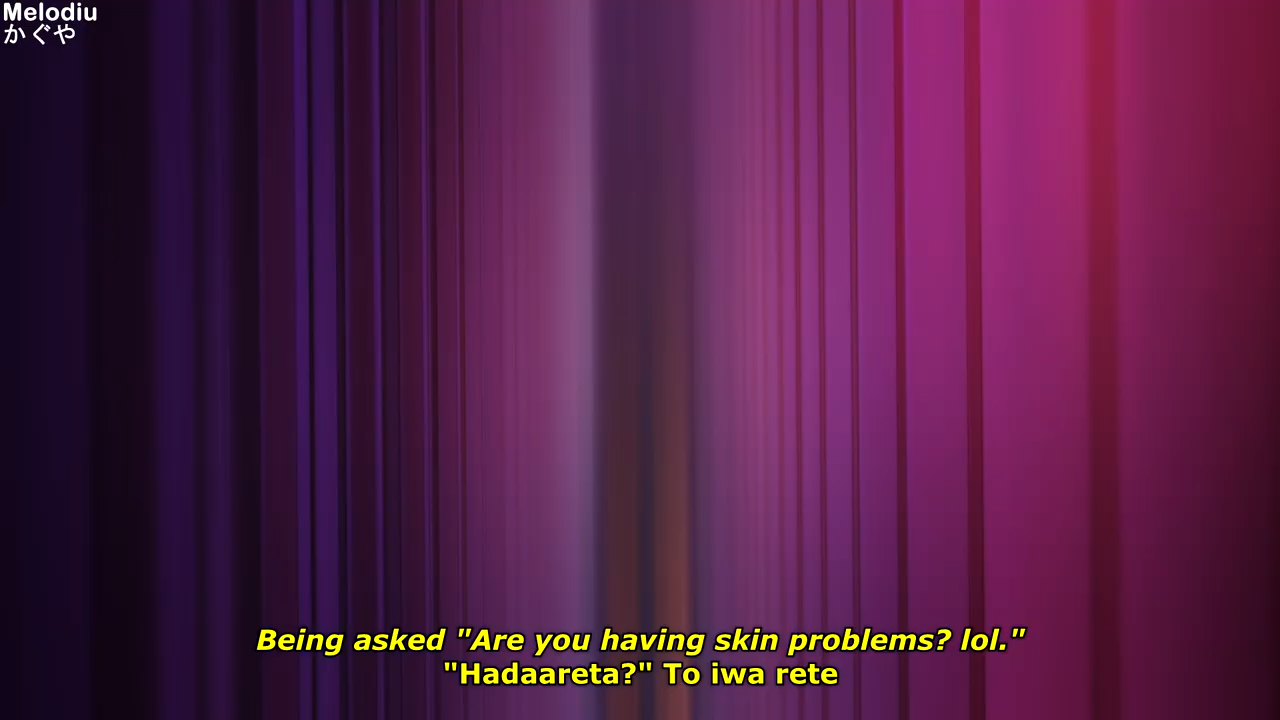 Melodiu
かぐや
Being asked "Are you having skin problems? lol."
"Hadaareta?" To iwa rete